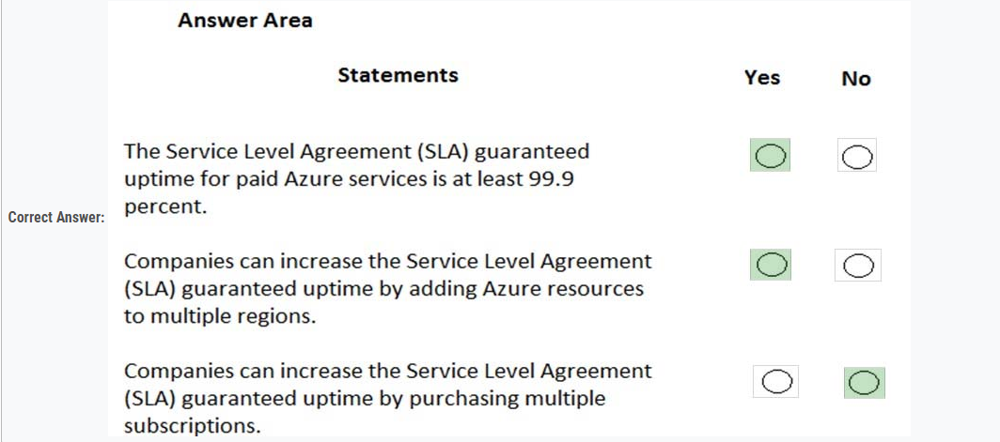 Answer Area
Statements Yes No
The Service Level Agreement (SLA) guaranteed
uptime for paid Azure services is at least 99.9
percent.
Correct Answer:
Companies can increase the Service Level Agreement
(SLA) guaranteed uptime by adding Azure resources
to multiple regions.
Companies can increase the Service Level Agreement
(SLA) guaranteed uptime by purchasing multiple
subscriptions.